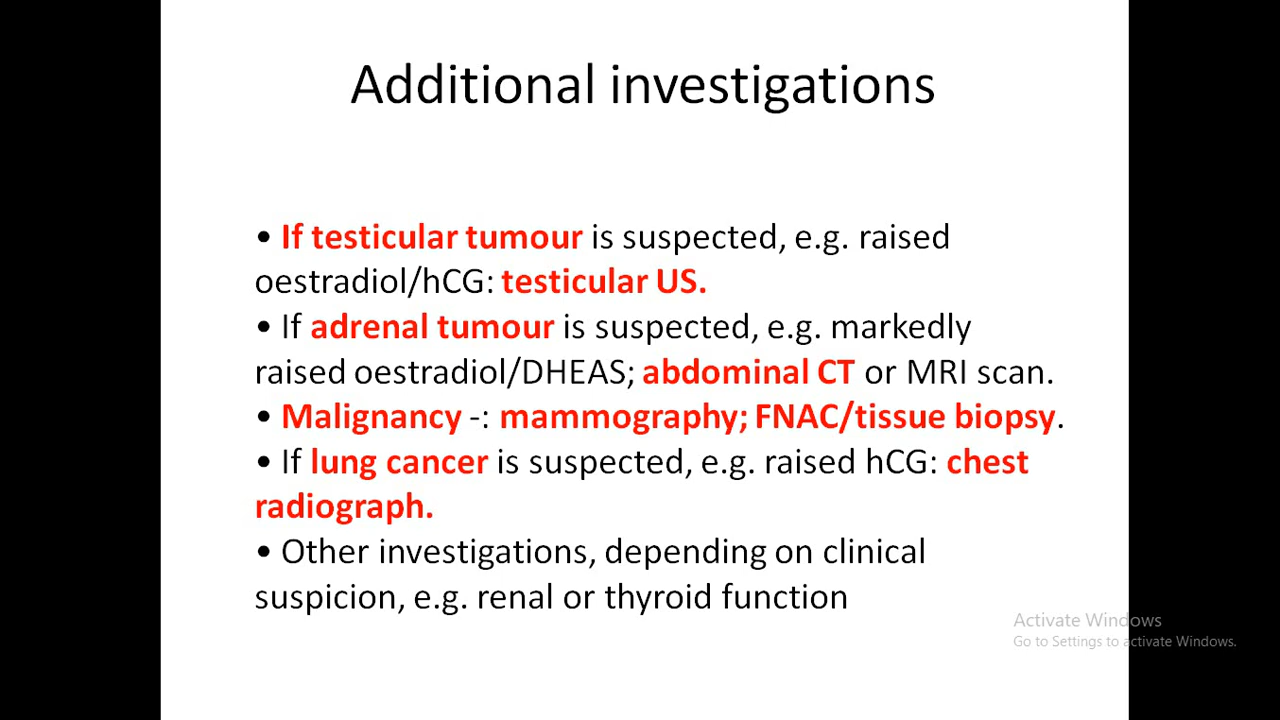 Additional investigations
• If testicular tumour is suspected, e.g. raised
oestradiol/hCG: testicular US.
• If adrenal tumour is suspected, e.g. markedly
raised oestradiol/DHEAS; abdominal CT or MRI scan.
• Malignancy -: mammography; FNAC/tissue biopsy.
• If lung cancer is suspected, e.g. raised hCG: chest
radiograph.
• Other investigations, depending on clinical
suspicion, e.g. renal or thyroid function
Activate Windows
Go to Settings to activate Windows.